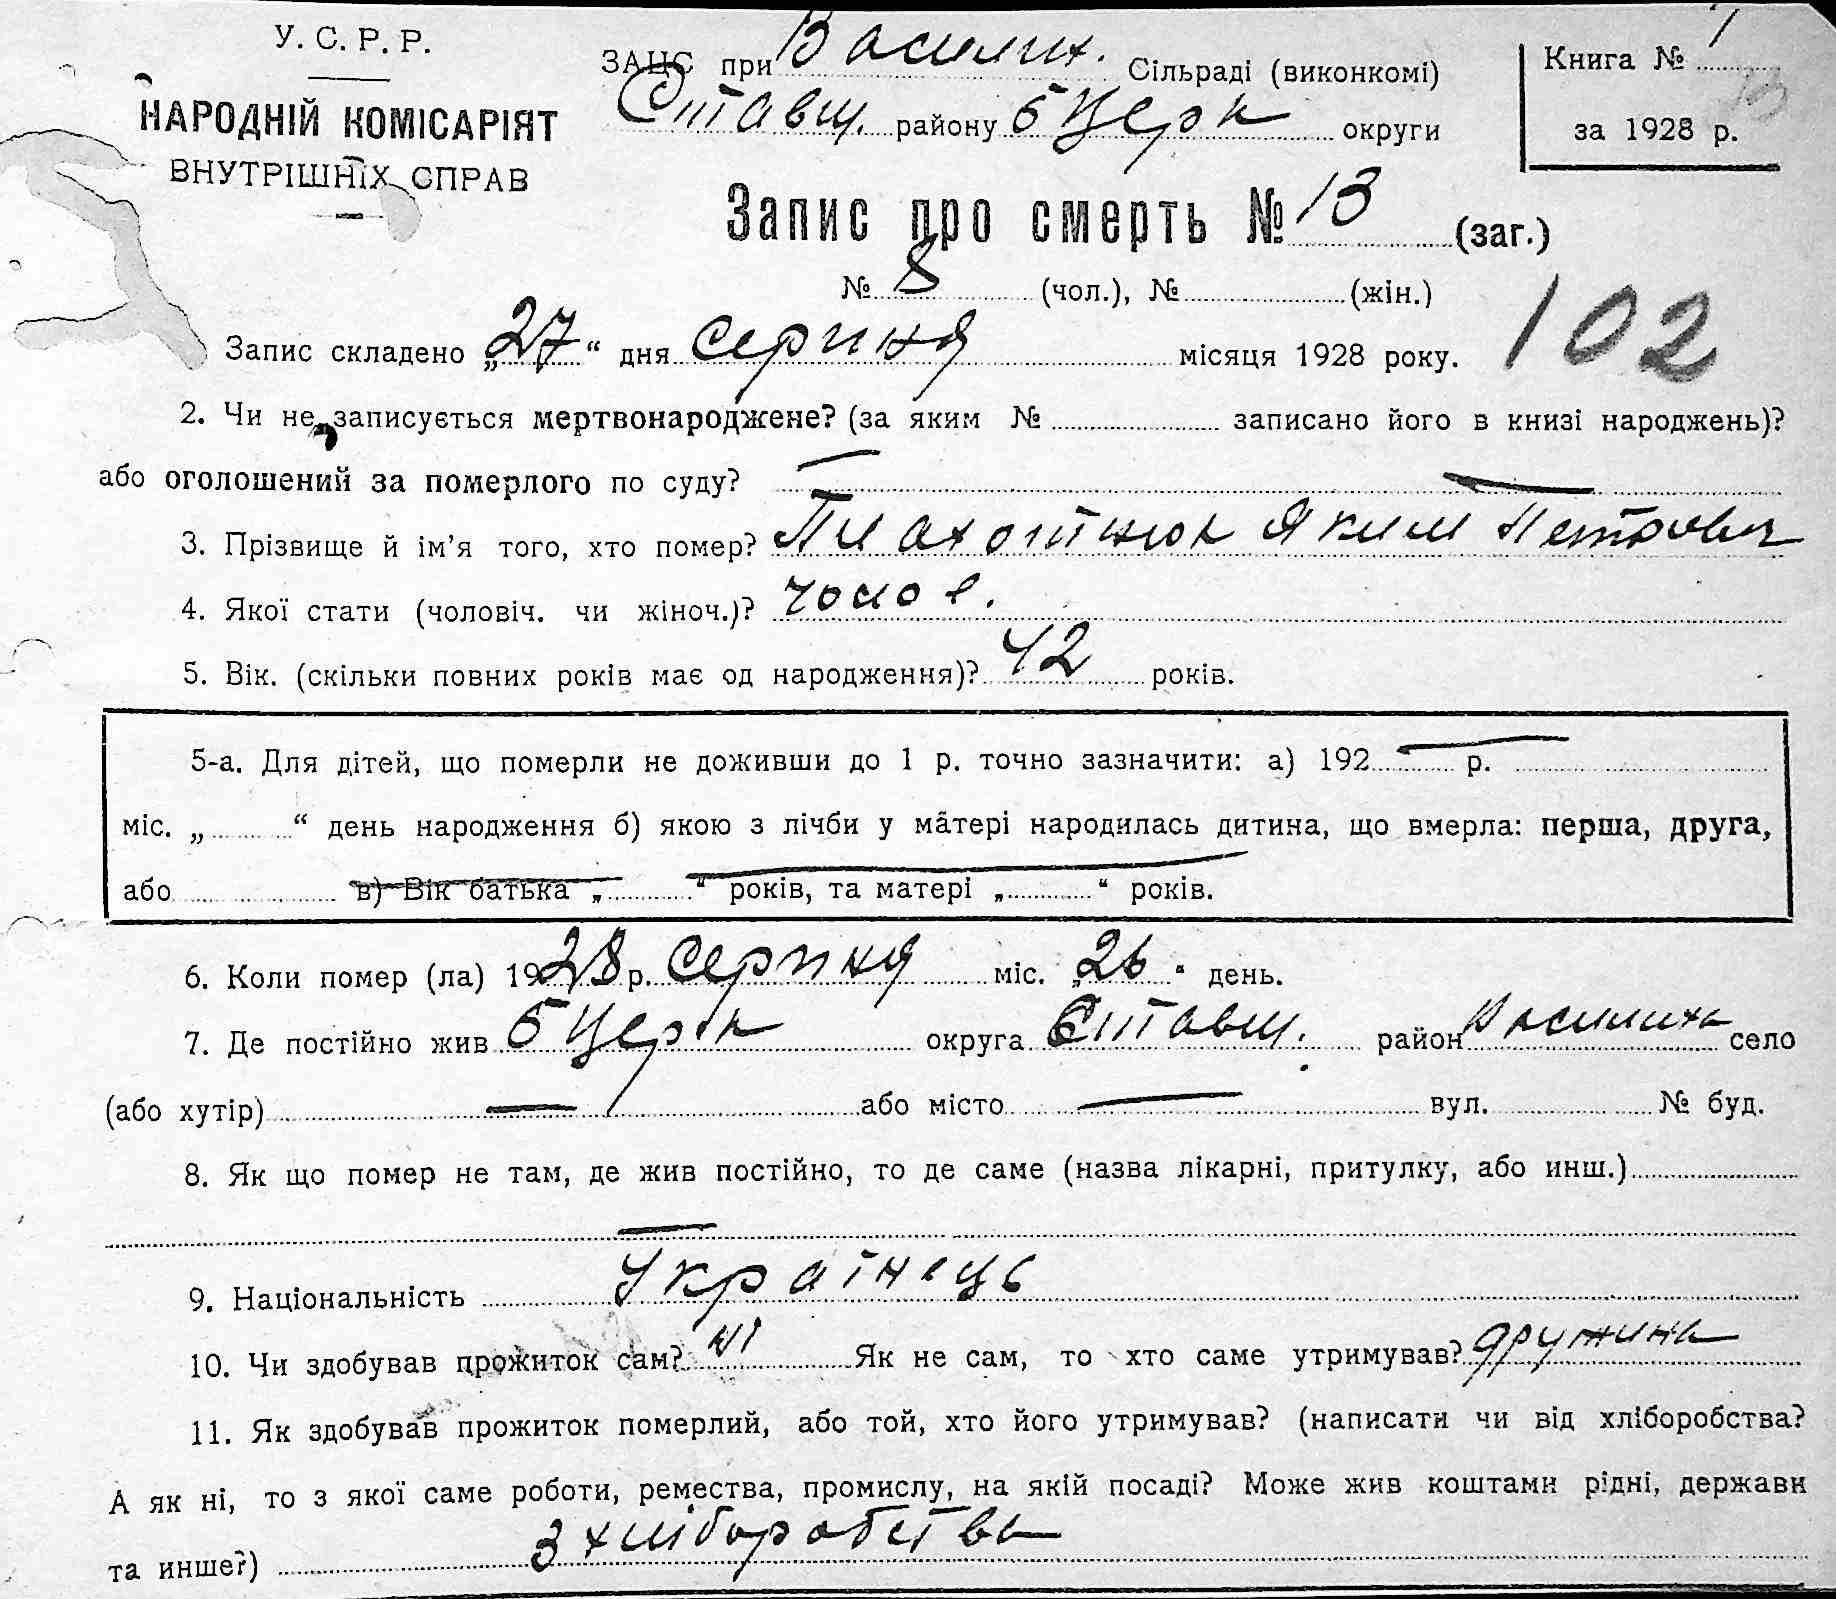 У. С. Р. Р.
НАРОДНІЙ КОМІСАРІЯТ
ВНУТРІШНІХ СПРАВ
ЗАЦС при Василих. Сільраді (виконкомі)
Ставищ. району Б Церк округи
Книга № 1
за 1928 р.
Запис про смерть № 13 (заг.)
№ 8 (чол.), № (жін.)
102
Запис складено „27“ дня серпня місяця 1928 року.
2. Чи не записується мертвонароджене? (за яким № записано його в книзі народжень)?
або оголошений за померлого по суду? —
3. Прізвище й ім’я того, хто помер? Плахотнюк Яким Петрович
4. Якої стати (чоловіч. чи жіноч.)? чолов.
5. Вік. (скільки повних років має од народження)? 42 років.
5-а. Для дітей, що померли не доживши до 1 р. точно зазначити: а) 192 р.
міс. „ “ день народження б) якою з лічби у матері народилась дитина, що вмерла: перша, друга,
або в) Вік батька „ “ років, та матері „ “ років.
6. Коли помер (ла) 1928 р. серпня міс. „26“ день.
7. Де постійно жив Б Церк округа Ставищ. район Василиха село
(або хутір) — або місто — вул. № буд.
8. Як що помер не там, де жив постійно, то де саме (назва лікарні, притулку, або инш.)
—
9. Національність Українець
10. Чи здобував прожиток сам? ні Як не сам, то хто саме утримував? дружина
11. Як здобував прожиток померлий, або той, хто його утримував? (написати чи від хліборобства?
А як ні, то з якої саме роботи, ремества, промислу, на якій посаді? Може жив коштами рідні, держави
та инше?) З хліборобства